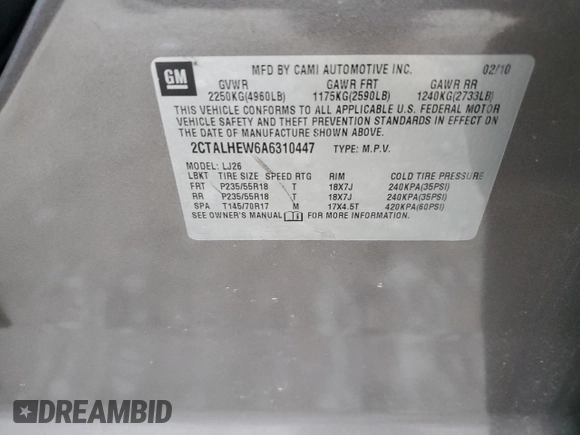 GM
MFD BY CAMI AUTOMOTIVE INC. 02/10
GVWR GAWR FRT GAWR RR
2250KG(4960LB) 1175KG(2590LB) 1240KG(2733LB)
THIS VEHICLE CONFORMS TO ALL APPLICABLE U.S. FEDERAL MOTOR
VEHICLE SAFETY AND THEFT PREVENTION STANDARDS IN EFFECT ON
THE DATE OF MANUFACTURE SHOWN ABOVE.
2CTALHEW6A6310447 TYPE: M.P.V.
MODEL: LJ26
LBKT TIRE SIZE SPEED RTG RIM COLD TIRE PRESSURE
FRT P235/55R18 T 18X7J 240KPA(35PSI)
RR P235/55R18 T 18X7J 240KPA(35PSI)
SPA T145/70R17 M 17X4.5T 420KPA(60PSI)
SEE OWNER'S MANUAL FOR MORE INFORMATION.
DREAMBID